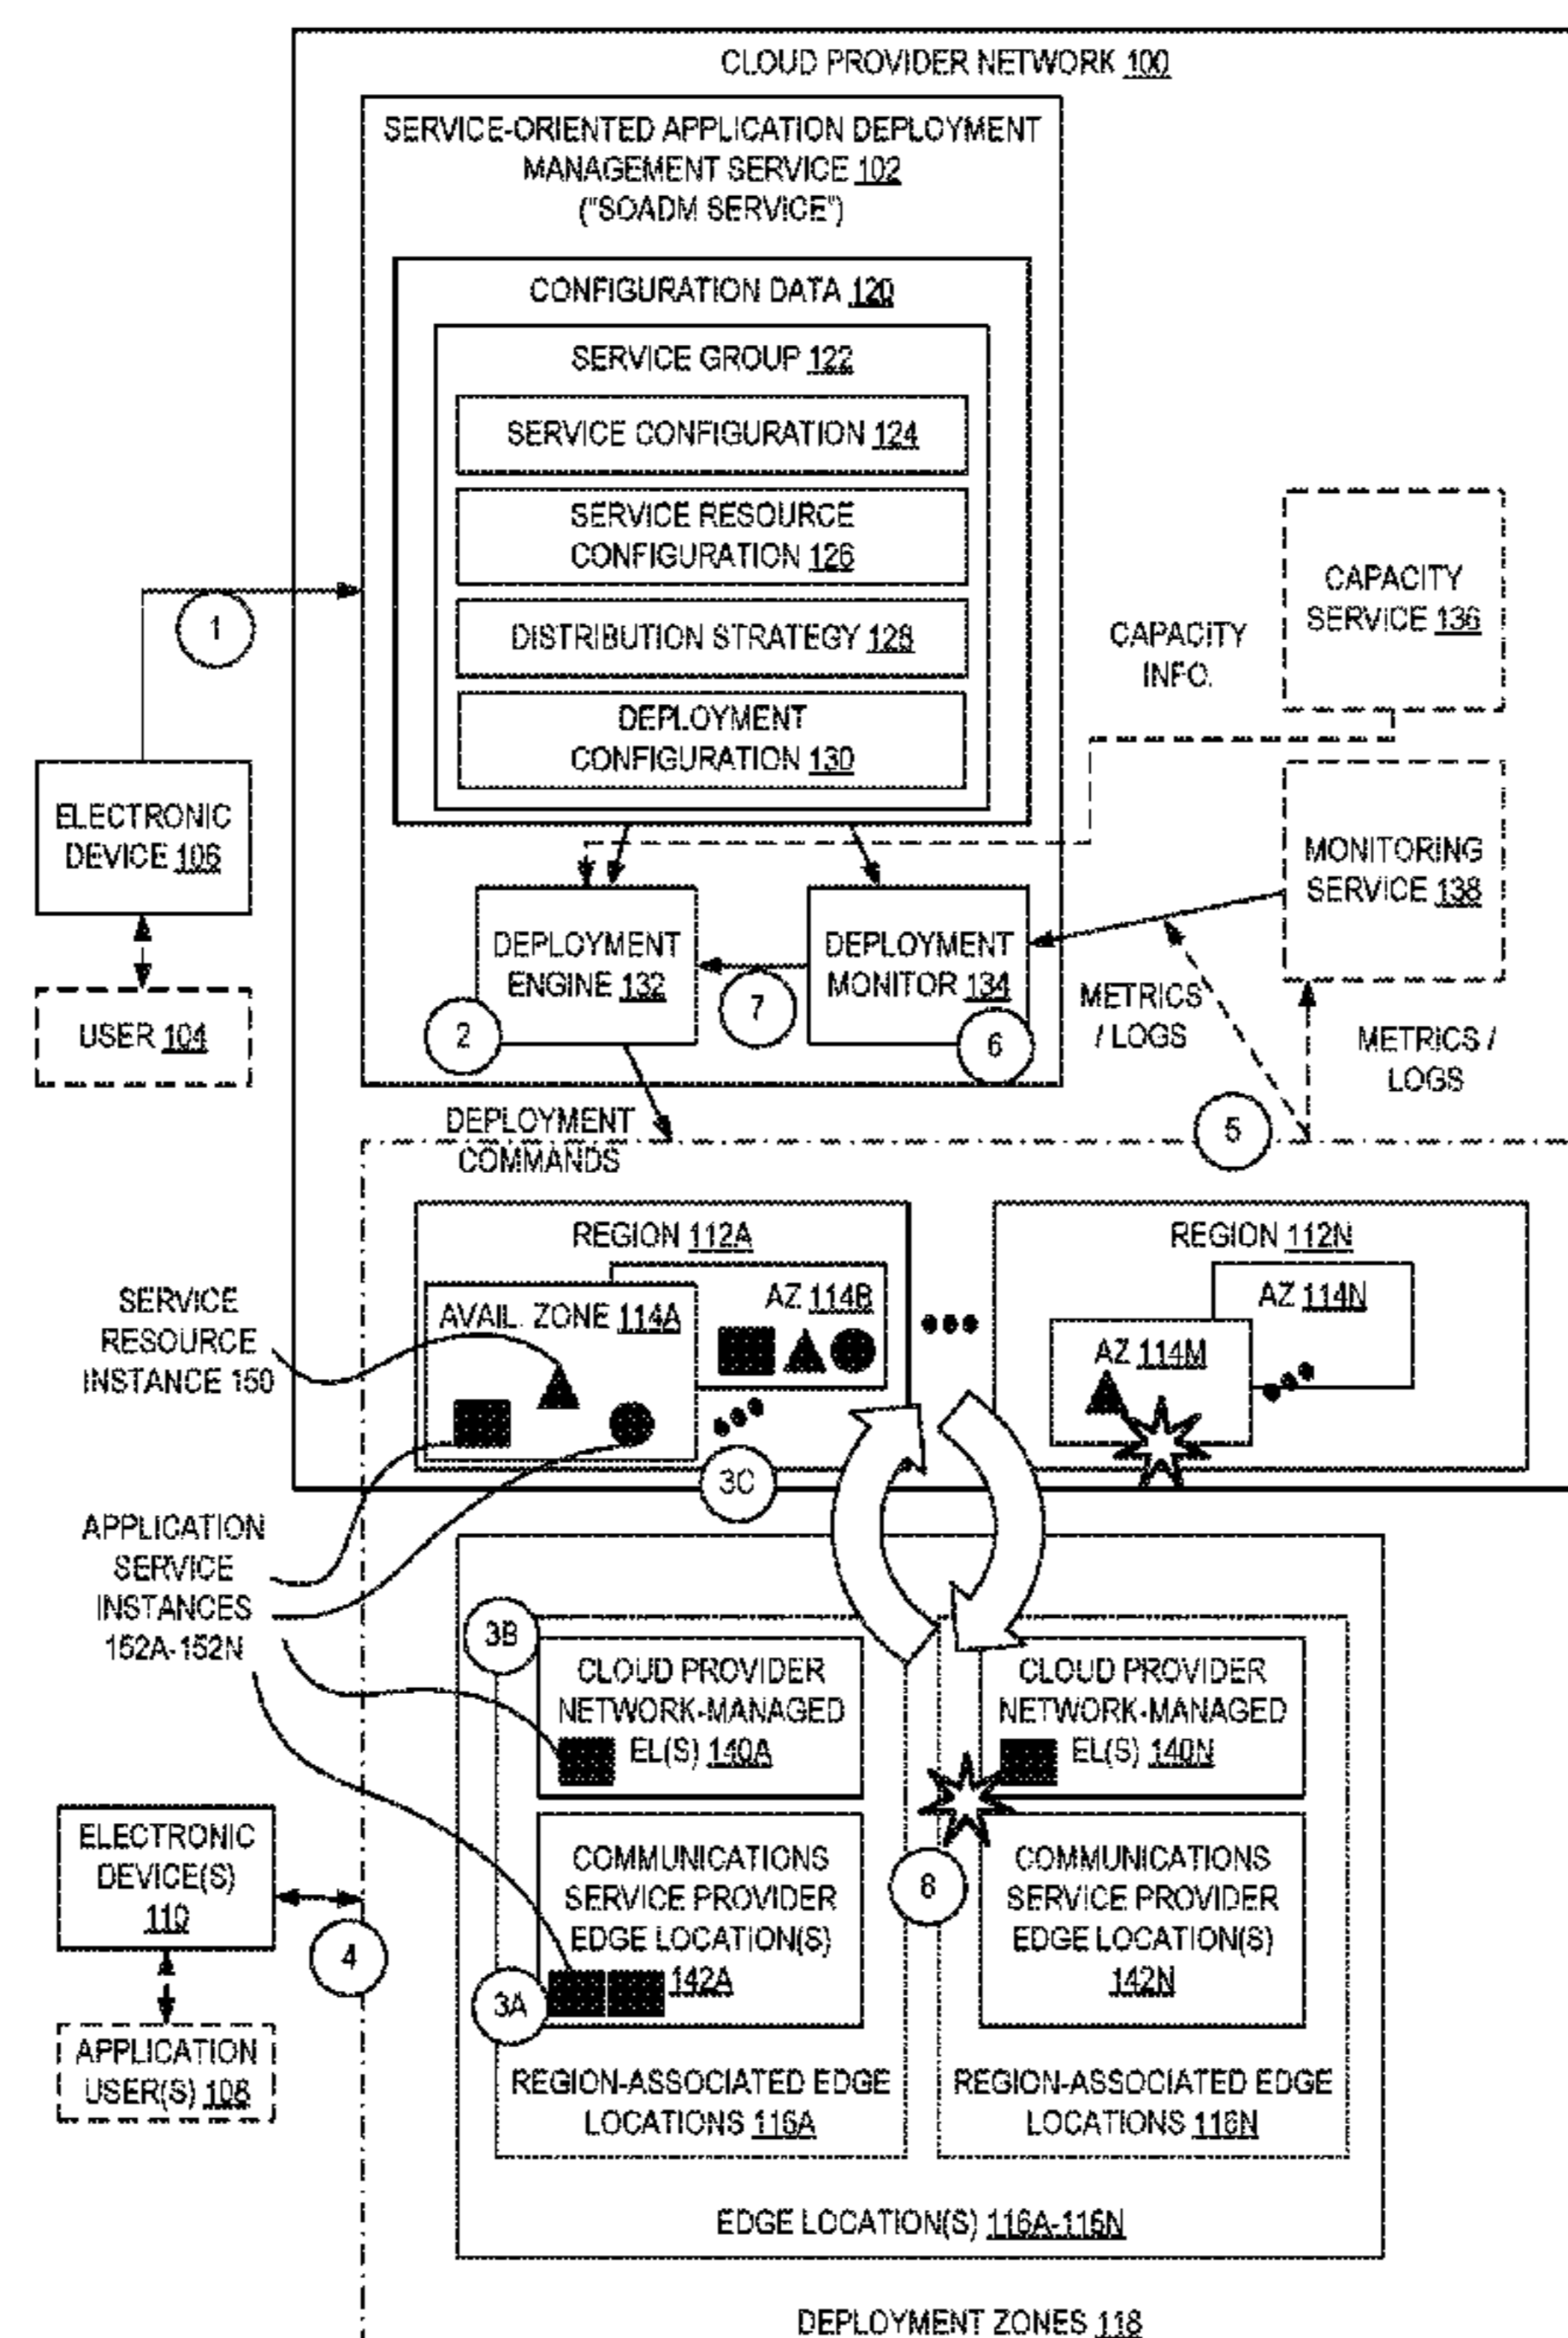 CLOUD PROVIDER NETWORK 100
SERVICE-ORIENTED APPLICATION DEPLOYMENT
MANAGEMENT SERVICE 102
("SOADM SERVICE")
CONFIGURATION DATA 120
SERVICE GROUP 122
SERVICE CONFIGURATION 124
SERVICE RESOURCE
CONFIGURATION 126
DISTRIBUTION STRATEGY 128
DEPLOYMENT
CONFIGURATION 130
1
CAPACITY
SERVICE 136
CAPACITY
INFO.
ELECTRONIC
DEVICE 106
USER 104
MONITORING
SERVICE 138
DEPLOYMENT
ENGINE 132
DEPLOYMENT
MONITOR 134
2
7
6
METRICS
/ LOGS
METRICS /
LOGS
5
DEPLOYMENT
COMMANDS
REGION 112A
AVAIL. ZONE 114A
AZ 114B
REGION 112N
AZ 114N
AZ 114M
SERVICE
RESOURCE
INSTANCE 150
3C
APPLICATION
SERVICE
INSTANCES
152A-152N
3B
CLOUD PROVIDER
NETWORK-MANAGED
EL(S) 140A
CLOUD PROVIDER
NETWORK-MANAGED
EL(S) 140N
COMMUNICATIONS
SERVICE PROVIDER
EDGE LOCATION(S)
142A
3A
8
COMMUNICATIONS
SERVICE PROVIDER
EDGE LOCATION(S)
142N
ELECTRONIC
DEVICE(S)
110
4
APPLICATION
USER(S) 108
REGION-ASSOCIATED EDGE
LOCATIONS 116A
REGION-ASSOCIATED EDGE
LOCATIONS 116N
EDGE LOCATION(S) 116A-116N
DEPLOYMENT ZONES 118